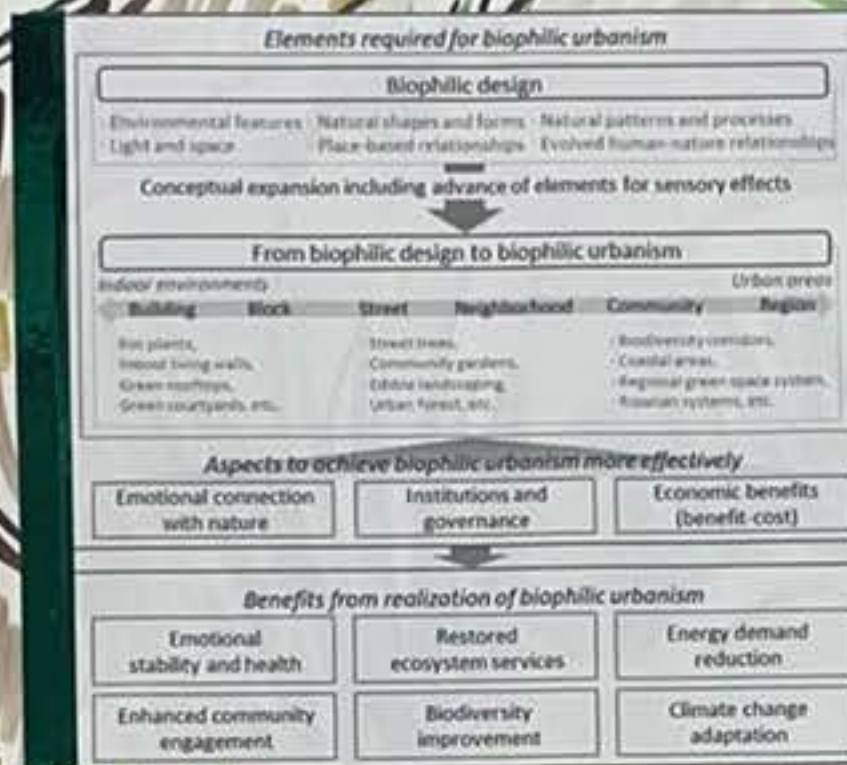 Elements required for biophilic urbanism
Biophilic design
· Environmental features · Natural shapes and forms · Natural patterns and processes
· Light and space · Place-based relationships · Evolved human-nature relationships
Conceptual expansion including advance of elements for sensory effects
From biophilic design to biophilic urbanism
Indoor environments Urban areas
Building Block Street Neighborhood Community Region
plants, · Street trees, · Biodiversity corridors,
· Indoor living walls, · Community gardens, · Coastal areas,
· Green rooftops, · Edible landscaping, · Regional green space system,
· Green courtyards, etc. · Urban forest, etc. · Riparian systems, etc.
Aspects to achieve biophilic urbanism more effectively
Emotional connection
with nature
Institutions and
governance
Economic benefits
(benefit-cost)
Benefits from realization of biophilic urbanism
Emotional
stability and health
Restored
ecosystem services
Energy demand
reduction
Enhanced community
engagement
Biodiversity
improvement
Climate change
adaptation